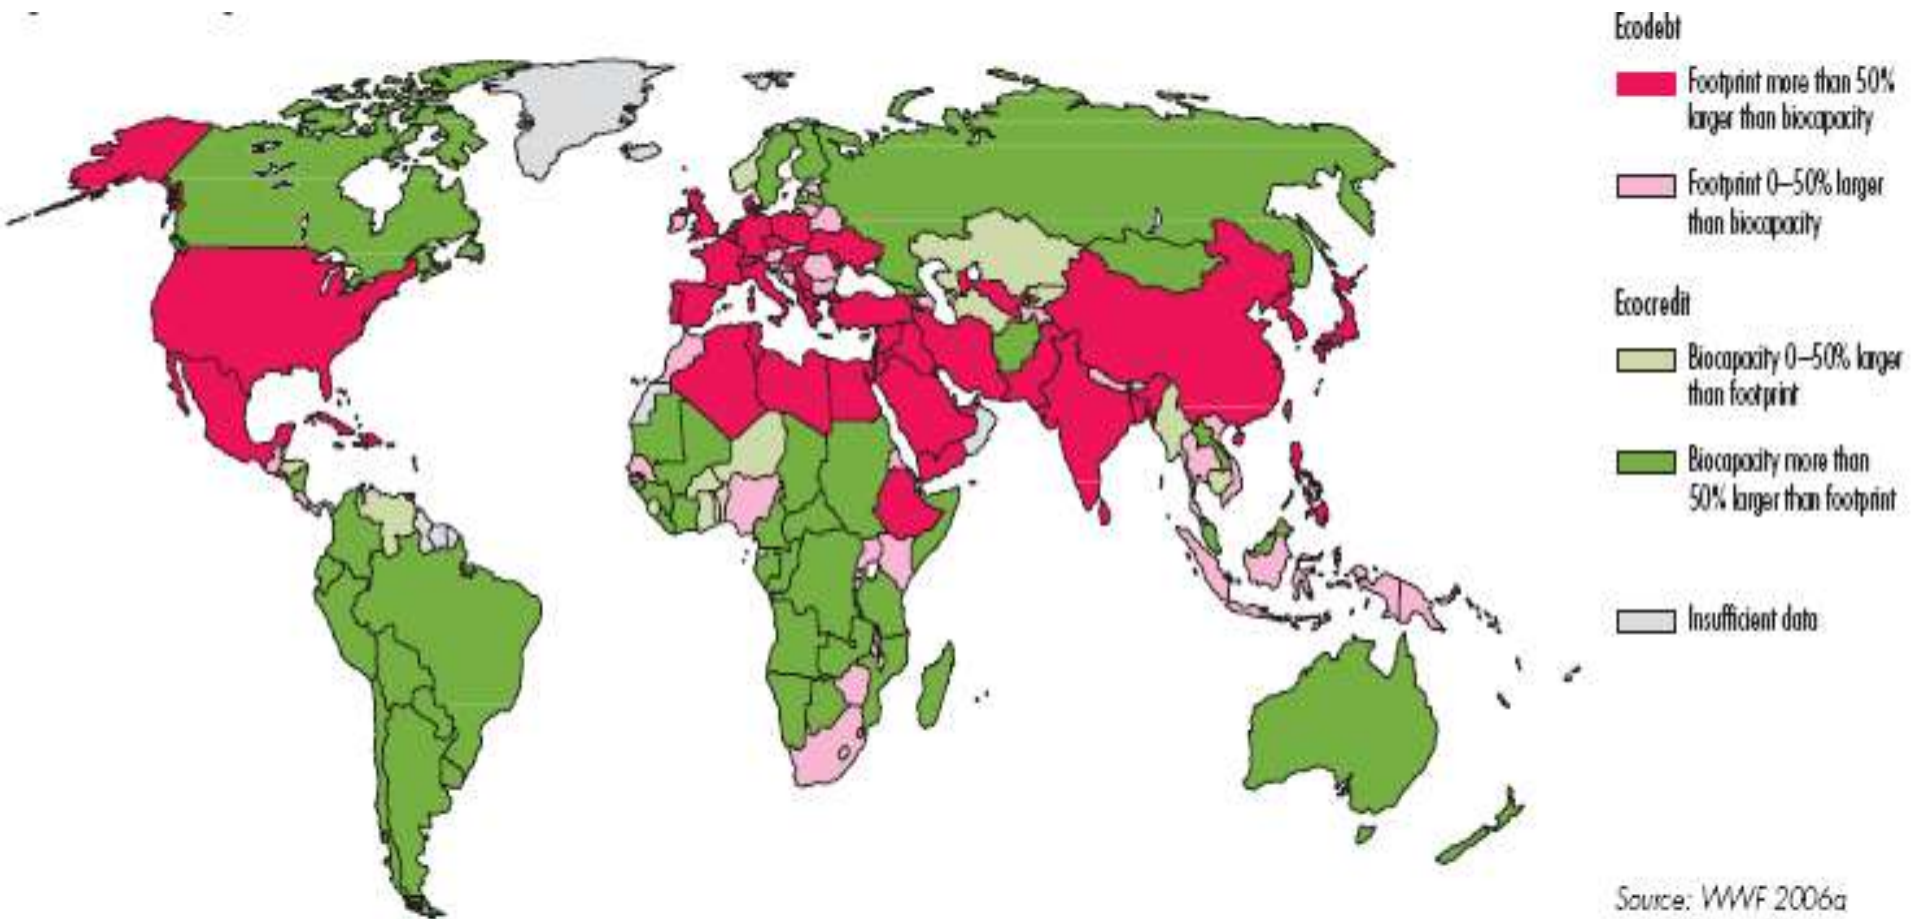 Ecodebt
Footprint more than 50%
larger than biocapacity
Footprint 0–50% larger
than biocapacity
Ecocredit
Biocapacity 0–50% larger
than footprint
Biocapacity more than
50% larger than footprint
Insufficient data
Source: WWF 2006a